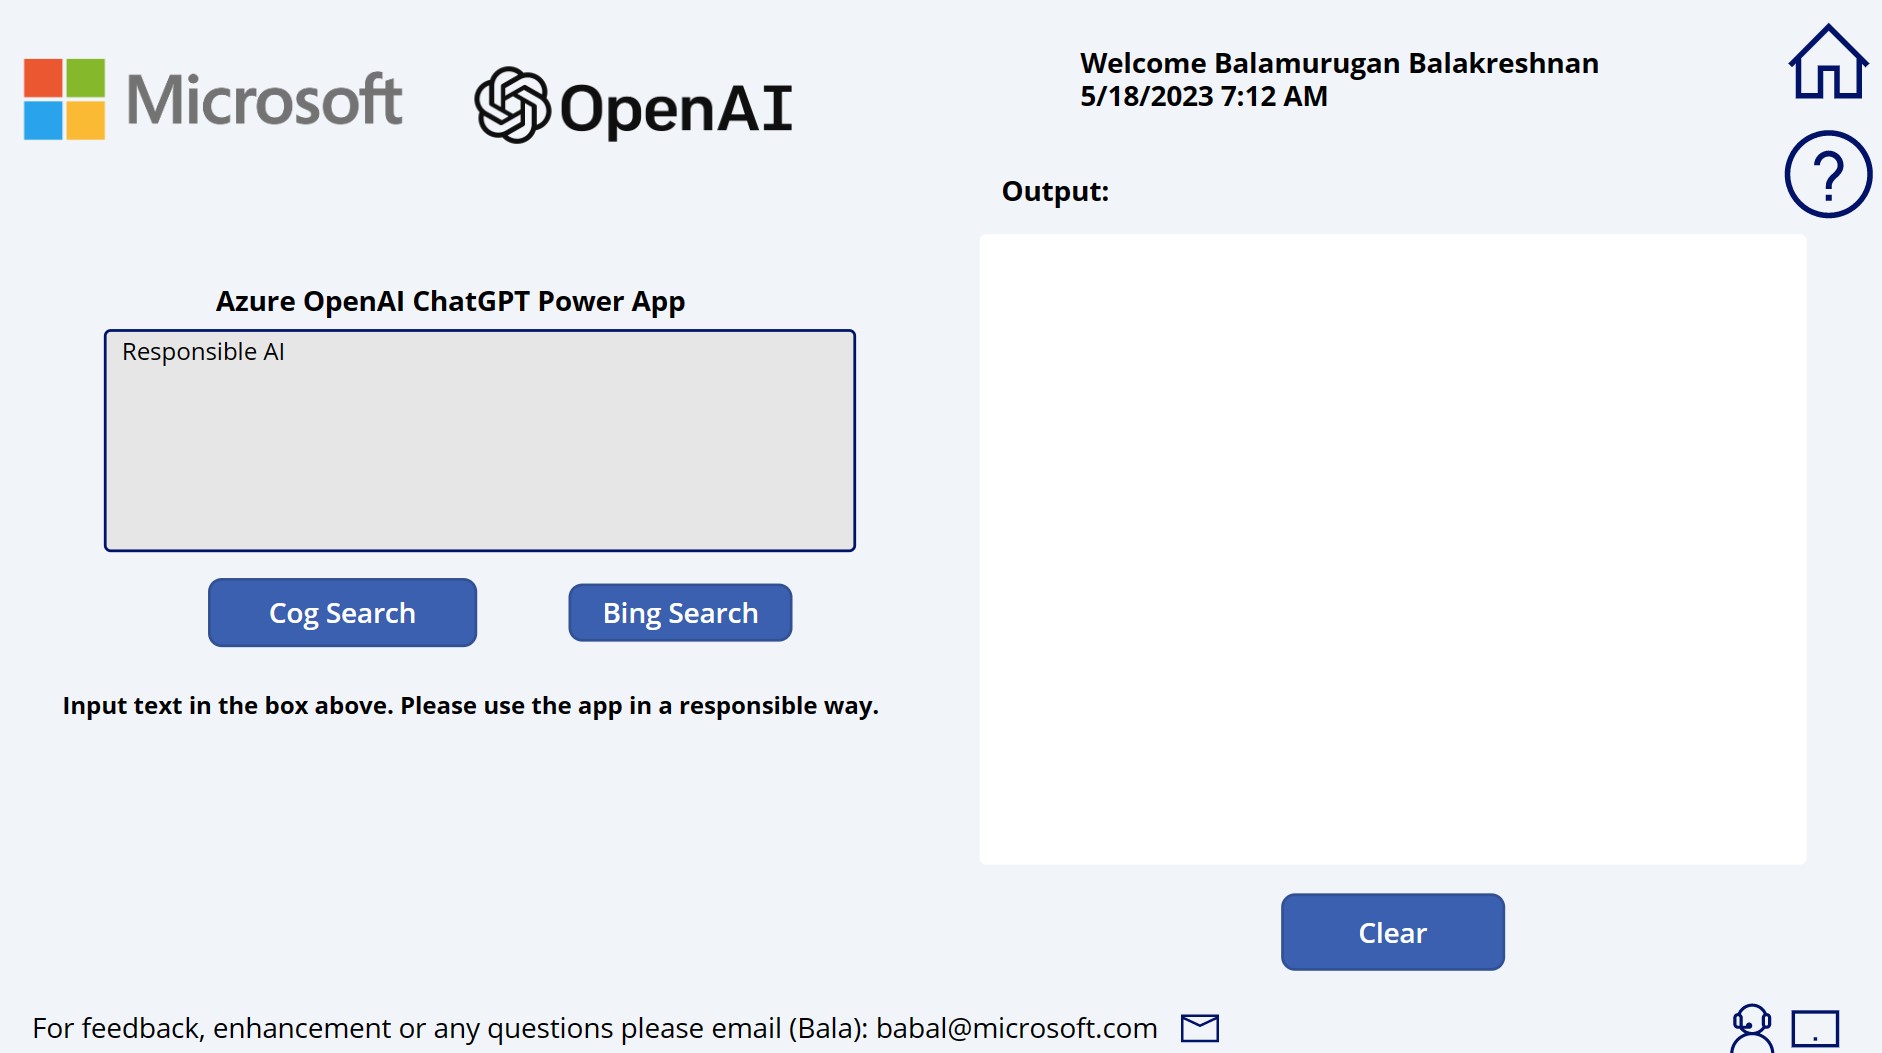 Microsoft
OpenAI
Welcome Balamurugan Balakreshnan
5/18/2023 7:12 AM
Output:
Azure OpenAI ChatGPT Power App
Responsible AI
Cog Search
Bing Search
Input text in the box above. Please use the app in a responsible way.
Clear
For feedback, enhancement or any questions please email (Bala): babal@microsoft.com